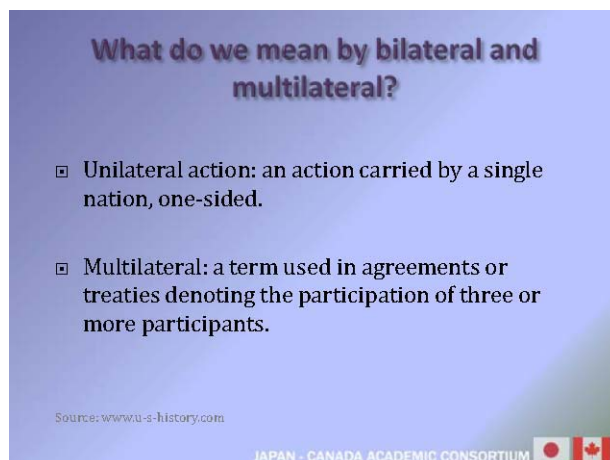 What do we mean by bilateral and
multilateral?
Unilateral action: an action carried by a single
nation, one-sided.
Multilateral: a term used in agreements or
treaties denoting the participation of three or
more participants.
Source: www.u-s-history.com
JAPAN - CANADA ACADEMIC CONSORTIUM